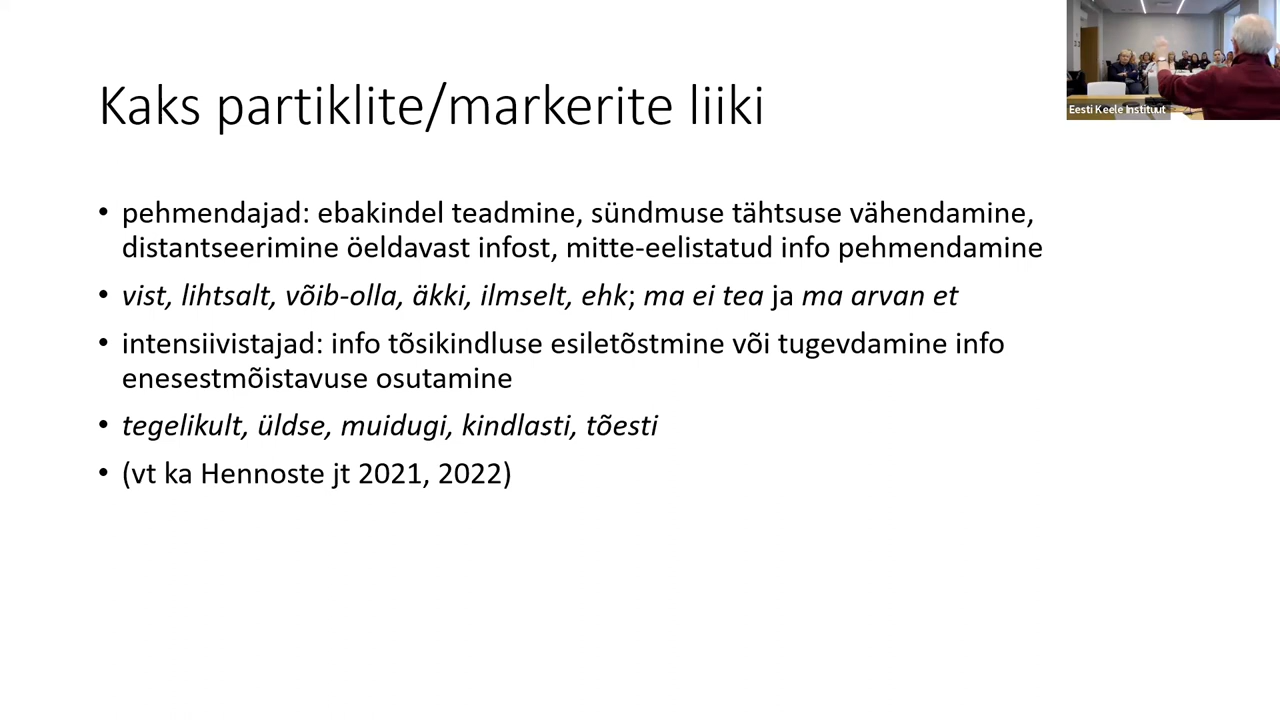 Kaks partiklite/markerite liiki
Eesti Keele Instituut
• pehmendajad: ebakindel teadmine, sündmuse tähtsuse vähendamine,
distantseerimine öeldavast infost, mitte-eelistatud info pehmendamine
• vist, lihtsalt, võib-olla, äkki, ilmselt, ehk; ma ei tea ja ma arvan et
• intensiivistajad: info tõsikindluse esiletõstmine või tugevdamine info
enesestmõistavuse osutamine
• tegelikult, üldse, muidugi, kindlasti, tõesti
• (vt ka Hennoste jt 2021, 2022)